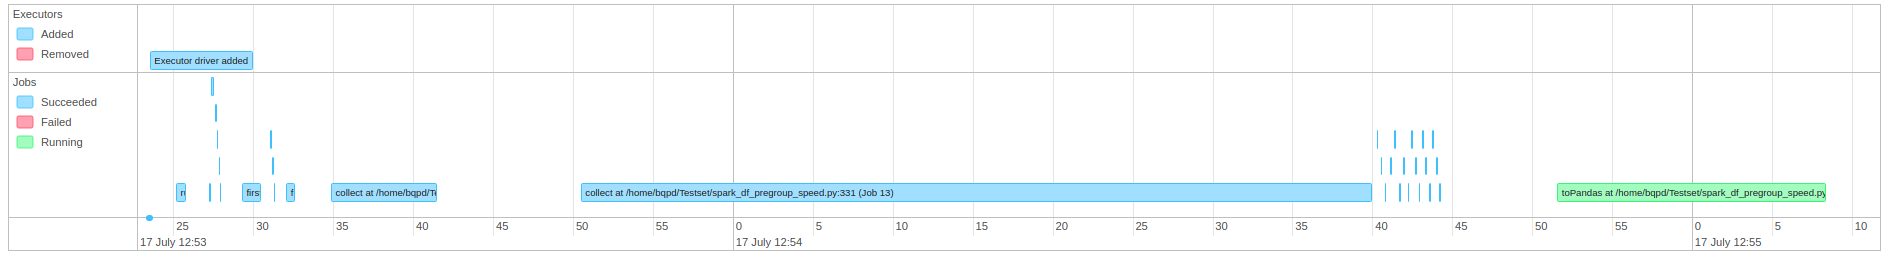 Executors
Added
Removed
Executor driver added
Jobs
Succeeded
Failed
Running
firs
f
collect at /home/bqpd/Te
collect at /home/bqpd/Testset/spark_df_pregroup_speed.py:331 (Job 13)
toPandas at /home/bqpd/Testset/spark_df_pregroup_speed.py
25 30 35 40 45 50 55 0 5 10 15 20 25 30 35 40 45 50 55 0 5 10
17 July 12:53 17 July 12:54 17 July 12:55